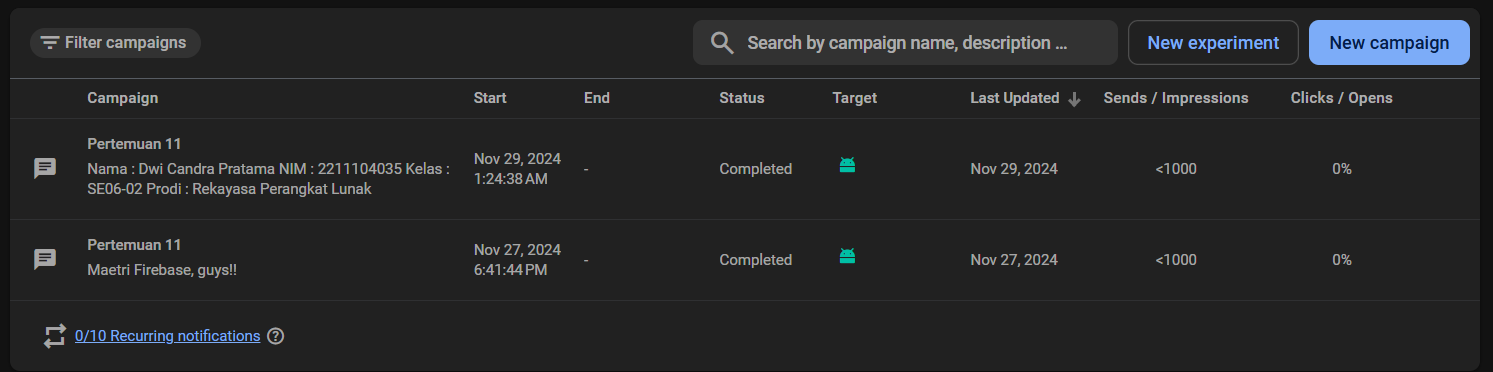 Filter campaigns
Search by campaign name, description ...
New experiment
New campaign
Campaign Start End Status Target Last Updated Sends / Impressions Clicks / Opens
Pertemuan 11
Nama : Dwi Candra Pratama NIM : 2211104035 Kelas :
SE06-02 Prodi : Rekayasa Perangkat Lunak
Nov 29, 2024
1:24:38 AM
- Completed Nov 29, 2024 <1000 0%
Pertemuan 11
Maetri Firebase, guys!!
Nov 27, 2024
6:41:44 PM
- Completed Nov 27, 2024 <1000 0%
0/10 Recurring notifications ?